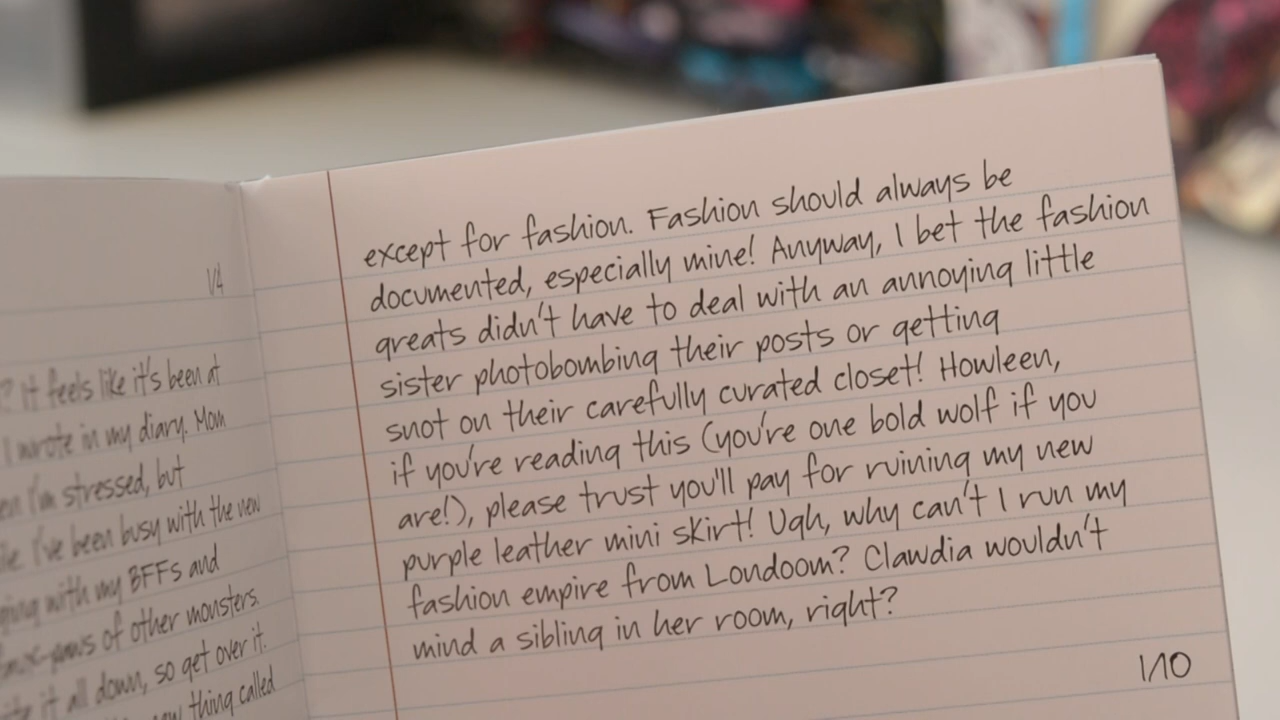 1/4
? It feels like it's been at
I wrote in my diary. Mom
I'm stressed, but
I've been busy with the new
with my BFFs and
of other monsters.
it all down, so get over it.
thing called
except for fashion. Fashion should always be
documented, especially mine! Anyway, I bet the fashion
greats didn't have to deal with an annoying little
sister photobombing their posts or getting
snot on their carefully curated closet! Howleen,
if you're reading this (you're one bold wolf if you
are!), please trust you'll pay for ruining my new
purple leather mini skirt! Ugh, why can't I run my
fashion empire from Londoom? Clawdia wouldn't
mind a sibling in her room, right?
1/10